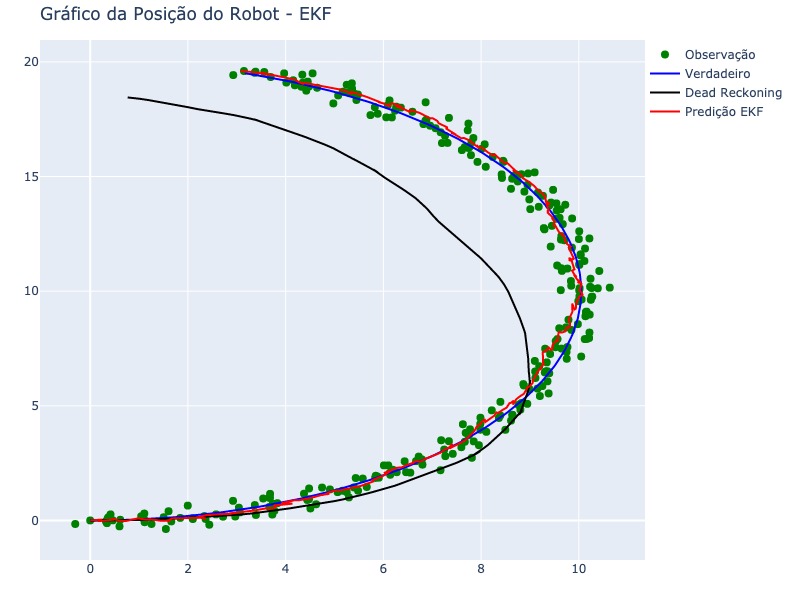 Gráfico da Posição do Robot - EKF
Observação
Verdadeiro
Dead Reckoning
Predição EKF
20
15
10
5
0
0 2 4 6 8 10